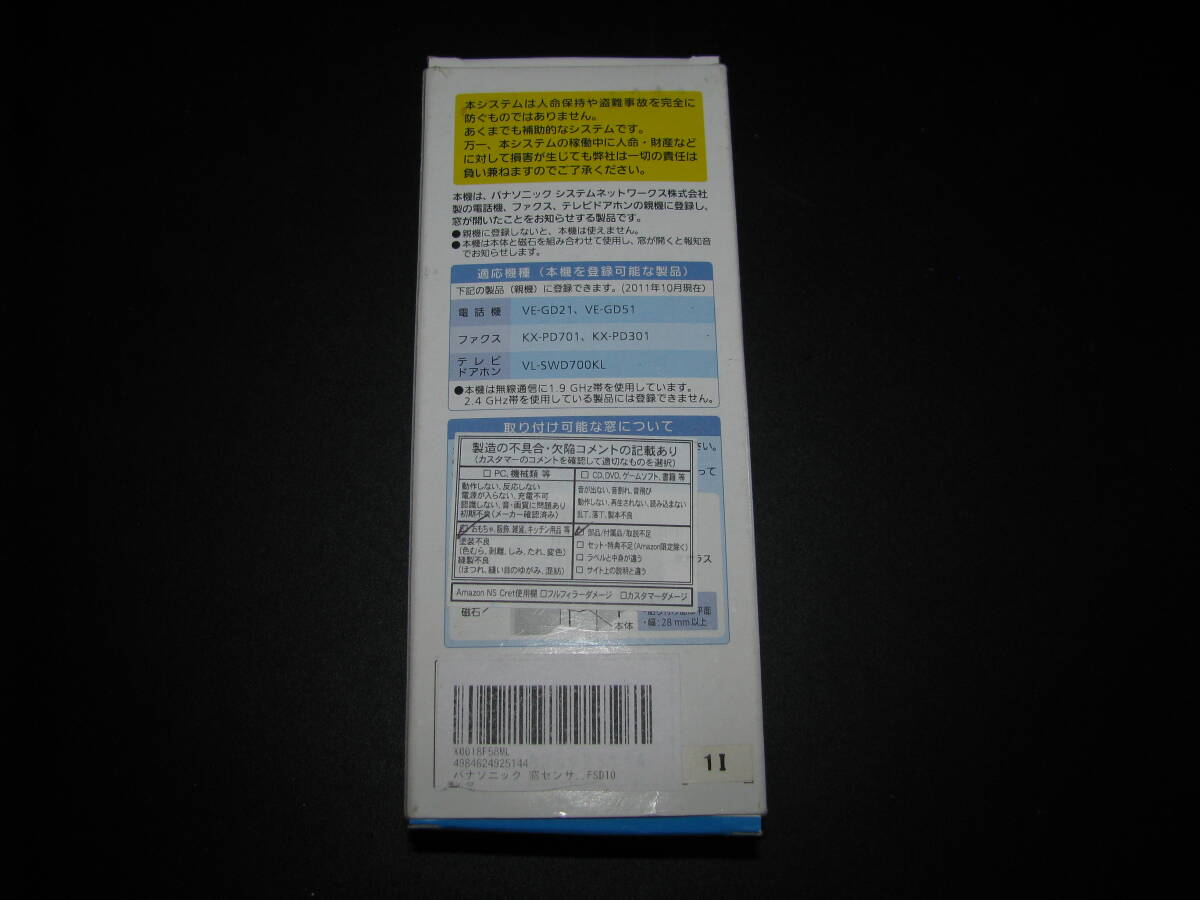 本システムは人命保持や盗難事故を完全に
防ぐものではありません。
あくまでも補助的なシステムです。
万一、本システムの稼働中に人命・財産など
に対して損害が生じても弊社は一切の責任は
負い兼ねますのでご了承ください。
本機は、パナソニック システムネットワークス株式会社
製の電話機、ファクス、テレビドアホンの親機に登録し、
窓が開いたことをお知らせする製品です。
●親機に登録しないと、本機は使えません。
●本機は本体と磁石を組み合わせて使用し、窓が開くと報知音
でお知らせします。
適応機種（本機を登録可能な製品）
下記の製品（親機）に登録できます。(2011年10月現在)
電話機 VE-GD21、VE-GD51
ファクス KX-PD701、KX-PD301
テレビ
ドアホン VL-SWD700KL
●本機は無線通信に1.9 GHz帯を使用しています。
2.4 GHz帯を使用している製品には登録できません。
取り付け可能な窓について
さい。
って
製造の不具合・欠陥コメントの記載あり
(カスタマーのコメントを確認して適切なものを選択)
□ PC、機械類 等
□ CD、DVD、ゲームソフト、書籍 等
動作しない、反応しない
電源が入らない、充電不可
認識しない、音・画質に問題あり
初期不良(メーカー確認済み)
音が出ない、音割れ、音飛び
動作しない、再生されない、読み込まない
乱丁、落丁、製本不良
□ おもちゃ、服飾、雑貨、キッチン用品 等
塗装不良
(色むら、剥離、しみ、たれ、変色)
縫製不良
(ほつれ、縫い目のゆがみ、混紡)
□ 部品/付属品/取説不足
□ セット・特典不足(Amazon限定除く)
□ ラベルと中身が違う
□ サイト上の説明と違う
ラス
Amazon NS Cret使用欄 □フルフィラーダメージ □カスタマーダメージ
磁石
本体
平面
・幅：28 mm以上
X0018F58ML
4984824925144
パナソニック 窓センサ...FSD10
1I